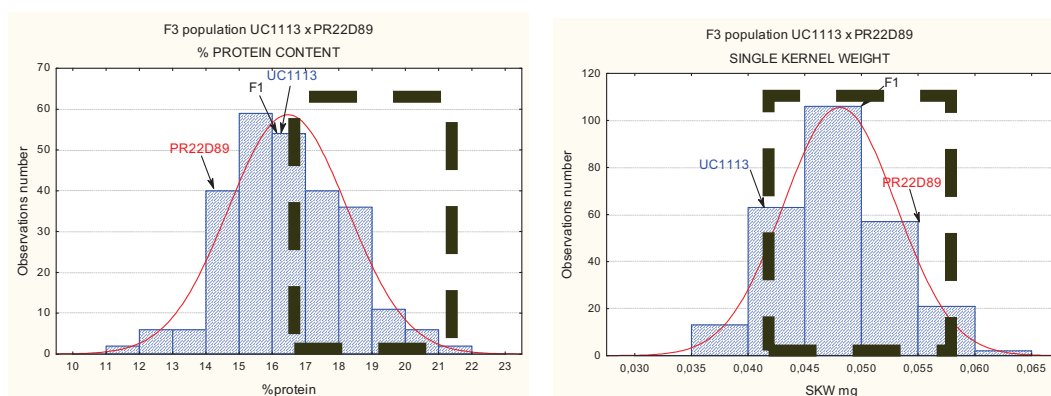 F3 population UC1113 x PR22D89
% PROTEIN CONTENT
70
60
50
40
30
20
10
0
Observations number
UC1113
F1
PR22D89
10 11 12 13 14 15 16 17 18 19 20 21 22 23
%protein
F3 population UC1113 x PR22D89
SINGLE KERNEL WEIGHT
120
100
80
60
40
20
0
Observations number
F1
UC1113
PR22D89
0,030 0,035 0,040 0,045 0,050 0,055 0,060 0,065
SKW mg